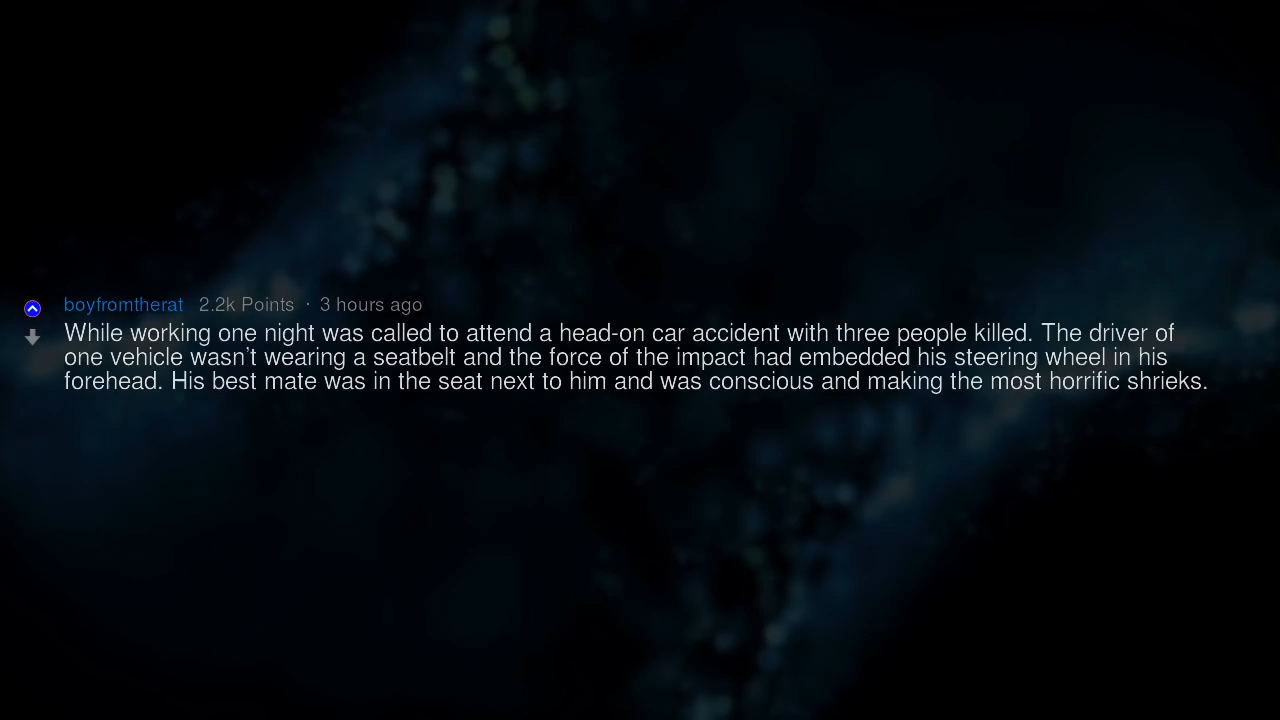 boyfromtherat 2.2k Points · 3 hours ago
While working one night was called to attend a head-on car accident with three people killed. The driver of
one vehicle wasn't wearing a seatbelt and the force of the impact had embedded his steering wheel in his
forehead. His best mate was in the seat next to him and was conscious and making the most horrific shrieks.